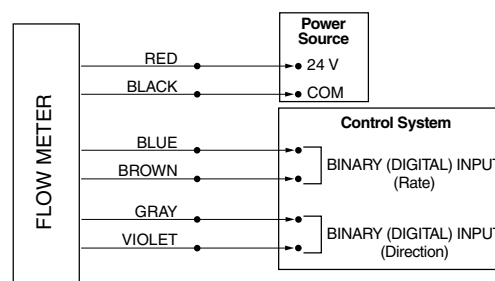 Power
Source
RED
24 V
BLACK
COM
FLOW METER
Control System
BLUE
BINARY (DIGITAL) INPUT
(Rate)
BROWN
GRAY
BINARY (DIGITAL) INPUT
(Direction)
VIOLET